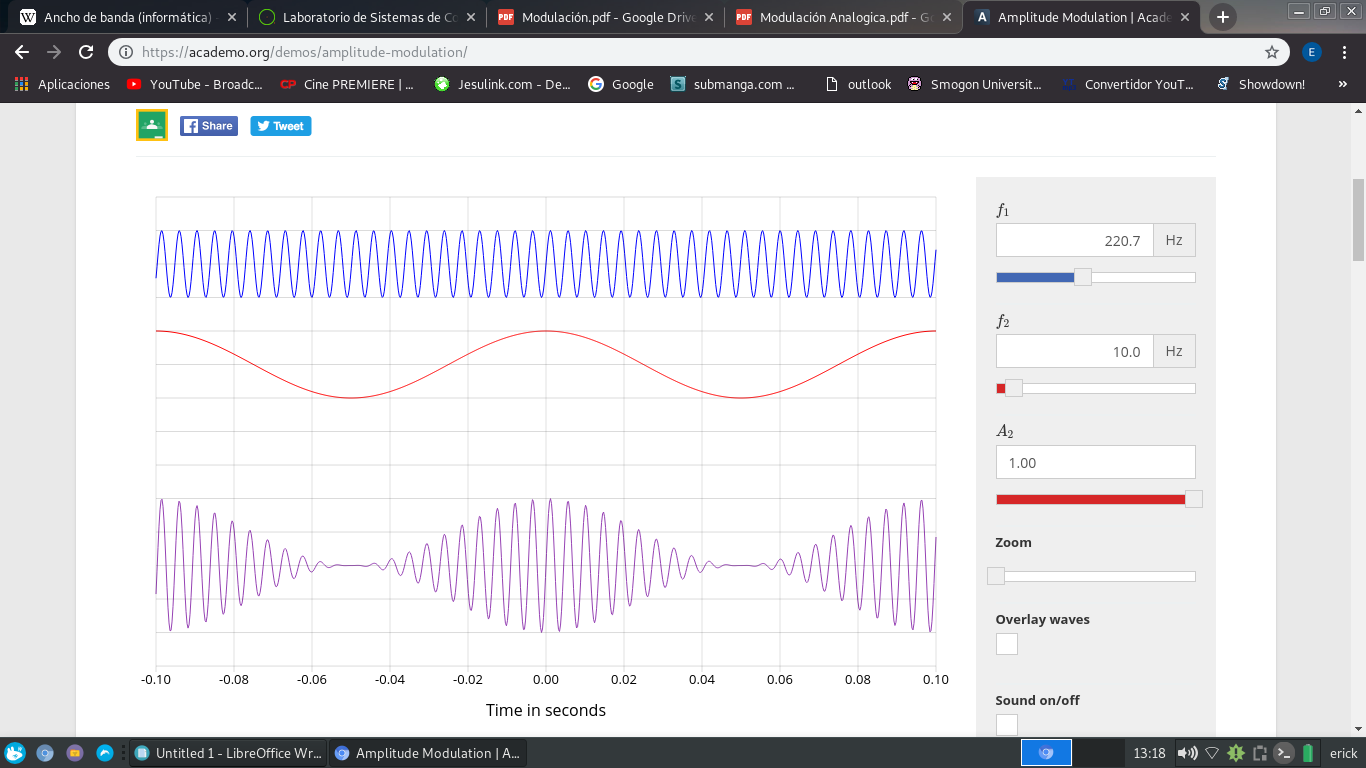 Ancho de banda (informática)
Laboratorio de Sistemas de Co
PDF Modulación.pdf - Google Drive
PDF Modulación Analogica.pdf - G
A Amplitude Modulation | Acade
https://academo.org/demos/amplitude-modulation/
E
Aplicaciones
YouTube - Broadc...
CP Cine PREMIERE | ...
Jesulink.com - De...
Google
S submanga.com ...
outlook
Smogon Universit...
Convertidor YouT...
Showdown!
»
Share
Tweet
f1
220.7 Hz
f2
10.0 Hz
A2
1.00
Zoom
Overlay waves
Sound on/off
-0.10 -0.08 -0.06 -0.04 -0.02 0.00 0.02 0.04 0.06 0.08 0.10
Time in seconds
Untitled 1 - LibreOffice Wr...
Amplitude Modulation | A...
13:18
erick